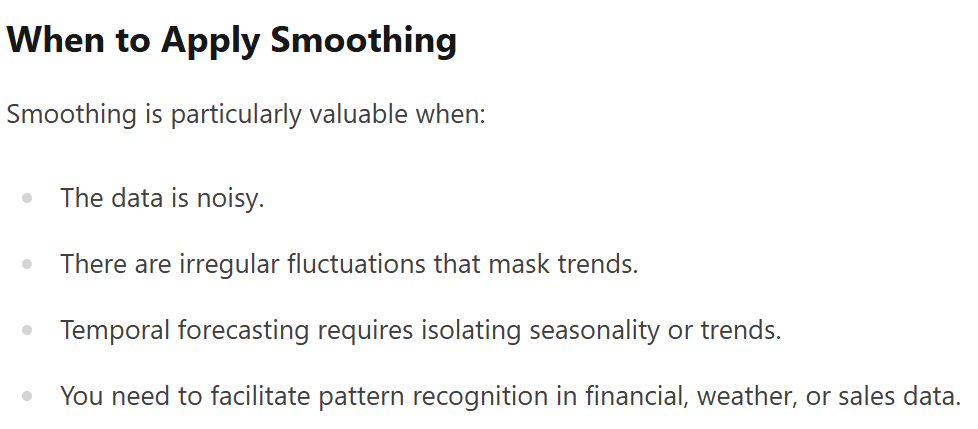 When to Apply Smoothing
Smoothing is particularly valuable when:
The data is noisy.
There are irregular fluctuations that mask trends.
Temporal forecasting requires isolating seasonality or trends.
You need to facilitate pattern recognition in financial, weather, or sales data.